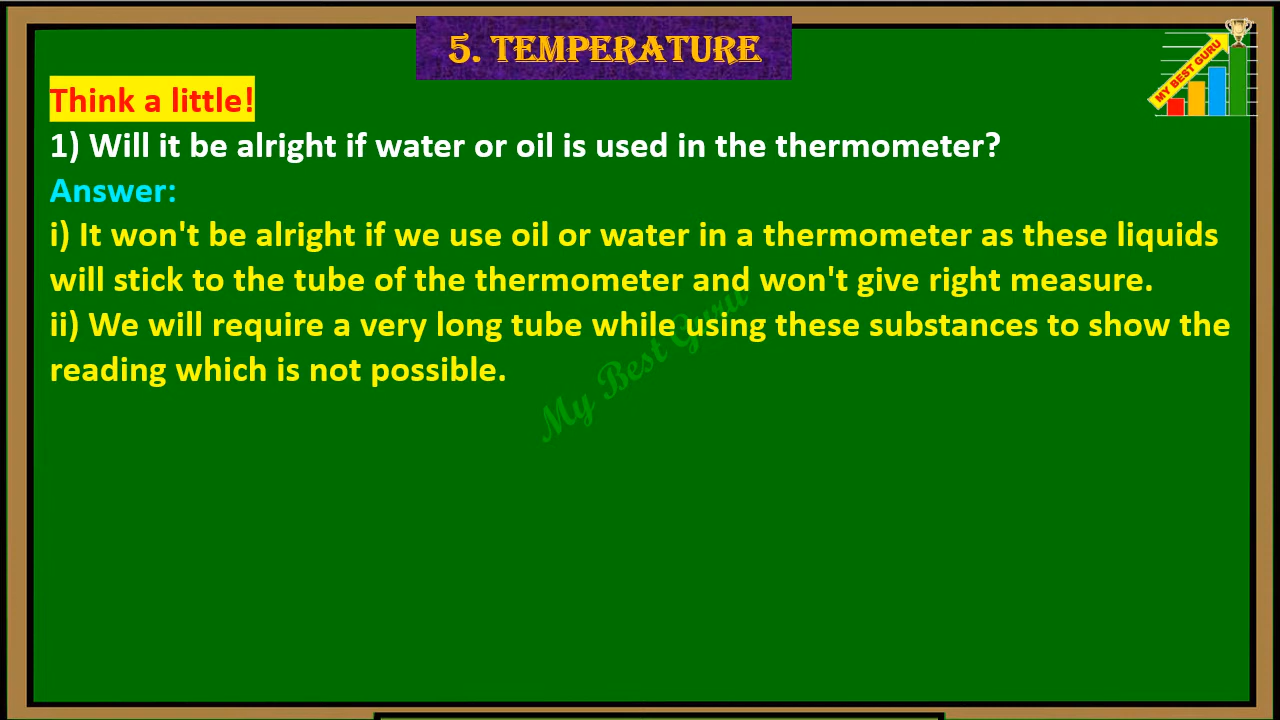 5. TEMPERATURE
MY BEST GURU
Think a little!
1) Will it be alright if water or oil is used in the thermometer?
Answer:
i) It won't be alright if we use oil or water in a thermometer as these liquids
will stick to the tube of the thermometer and won't give right measure.
ii) We will require a very long tube while using these substances to show the
reading which is not possible.
My Best Guru